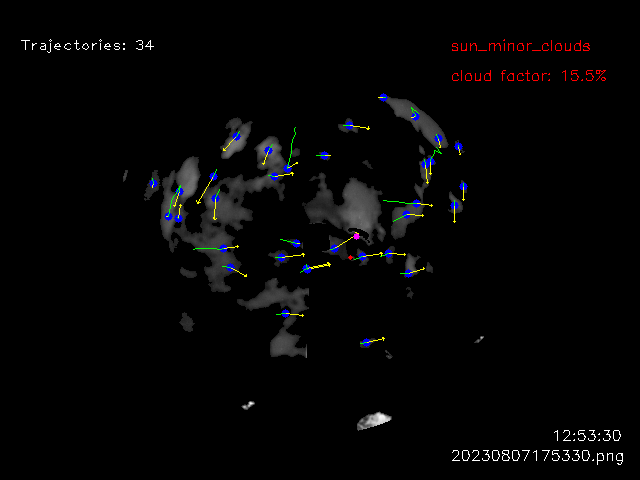 Trajectories: 34
sun_minor_clouds
cloud factor: 15.5%
12:53:30
20230807175330.png